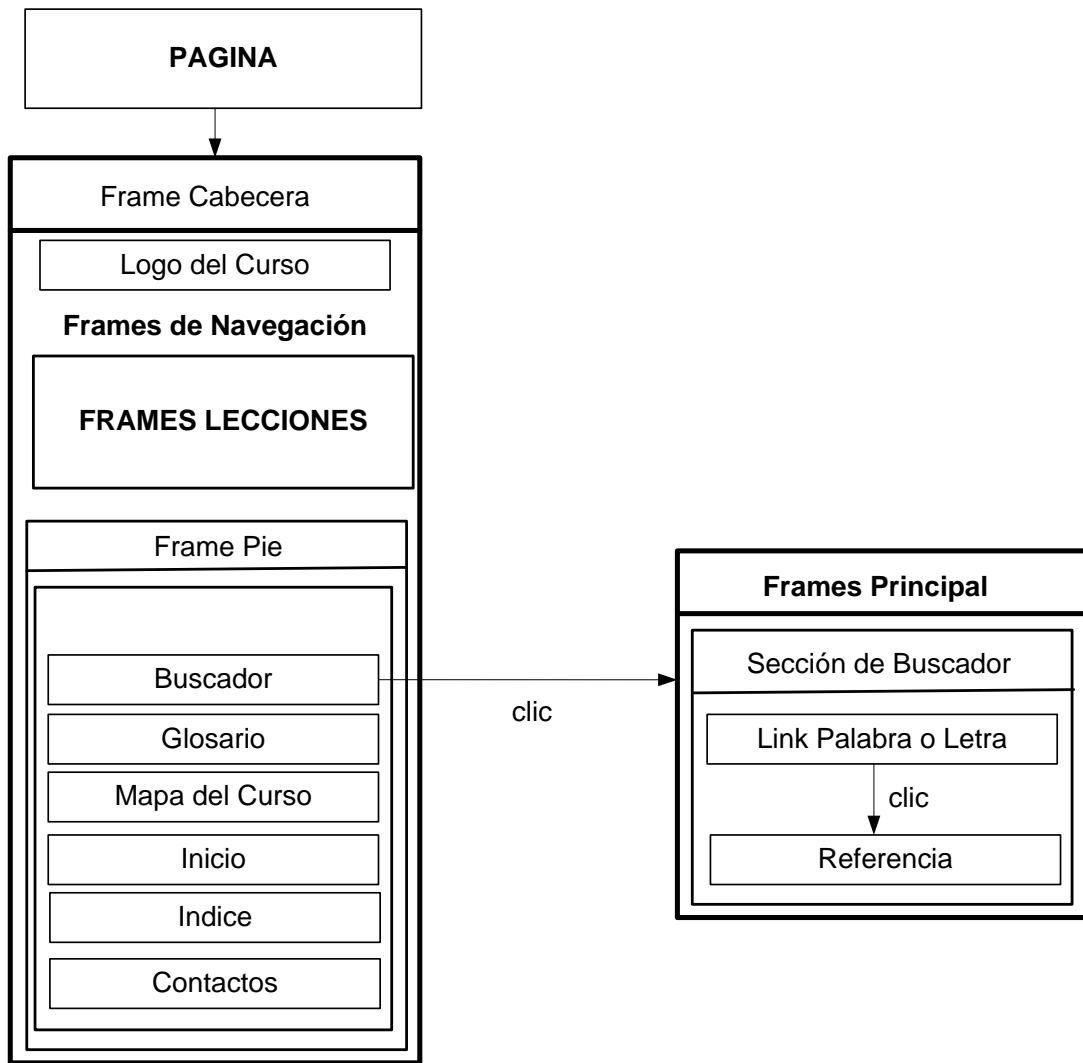 PAGINA
Frame Cabecera
Logo del Curso
Frames de Navegación
FRAMES LECCIONES
Frame Pie
Buscador
Glosario
Mapa del Curso
Inicio
Indice
Contactos
clic
Frames Principal
Sección de Buscador
Link Palabra o Letra
clic
Referencia